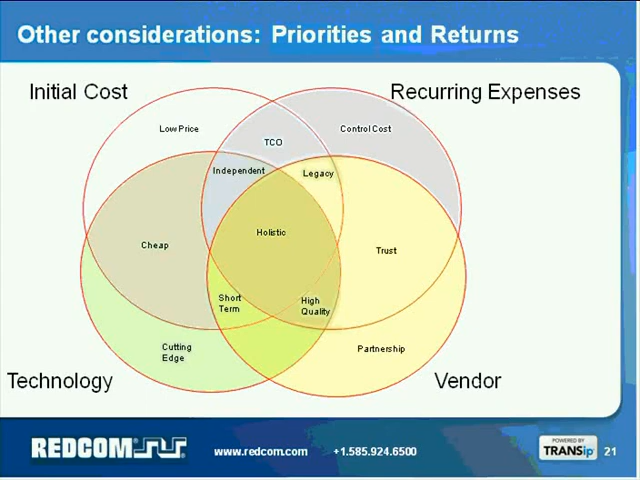 Other considerations: Priorities and Returns
Initial Cost
Recurring Expenses
Low Price
TCO
Control Cost
Independent
Legacy
Holistic
Cheap
Trust
Short
Term
High
Quality
Cutting
Edge
Partnership
Technology
Vendor
REDCOM
www.redcom.com
+1.585.924.6500
POWERED BY
TRANSip
21